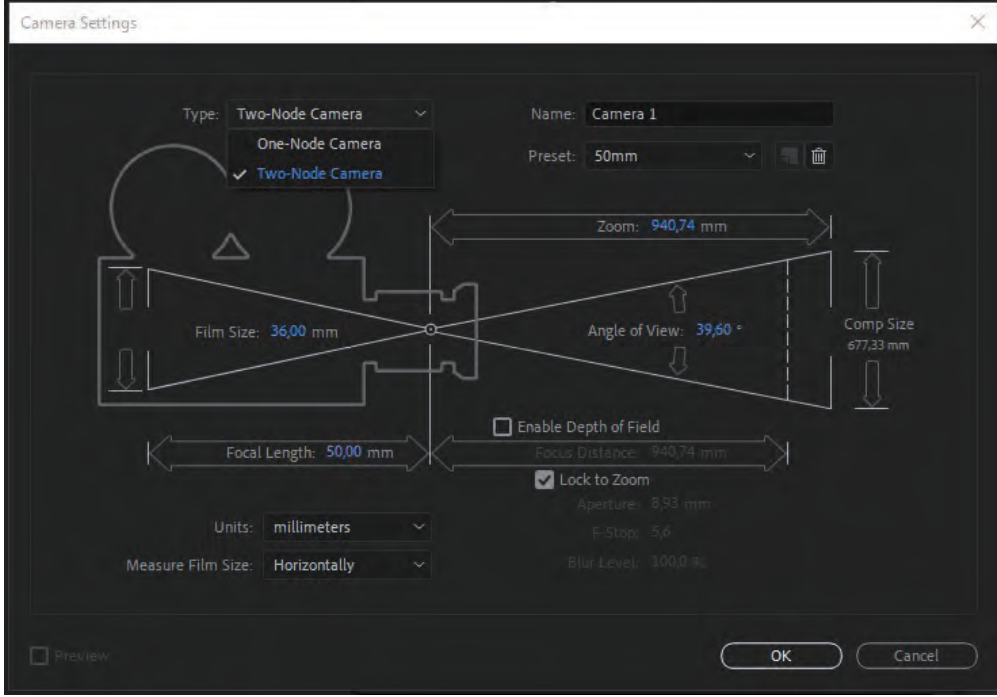 Camera Settings
Type: Two-Node Camera
One-Node Camera
Two-Node Camera
Name: Camera 1
Preset: 50mm
Zoom: 940,74 mm
Film Size: 36,00 mm
Angle of View: 39,60 °
Comp Size
677,33 mm
Enable Depth of Field
Focal Length: 50,00 mm
Focus Distance: 940,74 mm
Lock to Zoom
Aperture: 8,93 mm
F-Stop: 5,6
Blur Level: 100,0 %
Units: millimeters
Measure Film Size: Horizontally
Preview
OK
Cancel